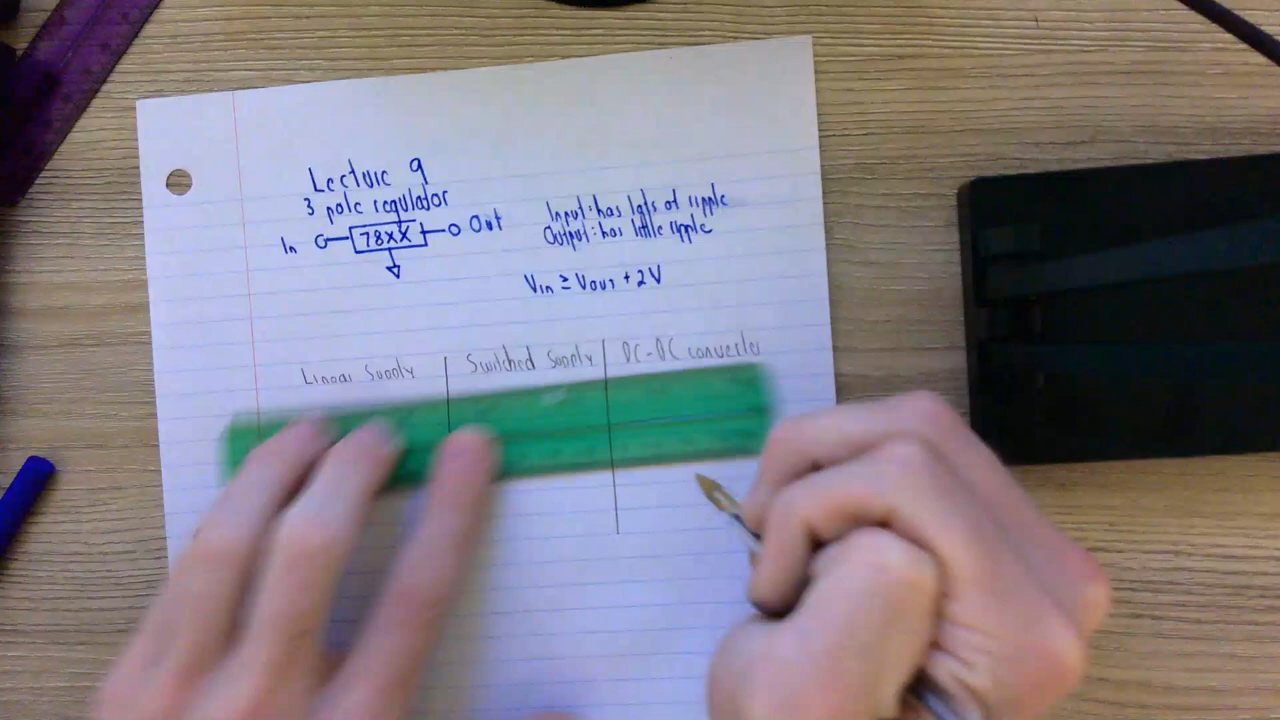 Lecture 9
3 pole regulator
In 78XX Out
Input: has lots of ripple
Output: has little ripple
Vin ≥ Vout + 2V
Linear Supply Switched Supply DC-DC converter